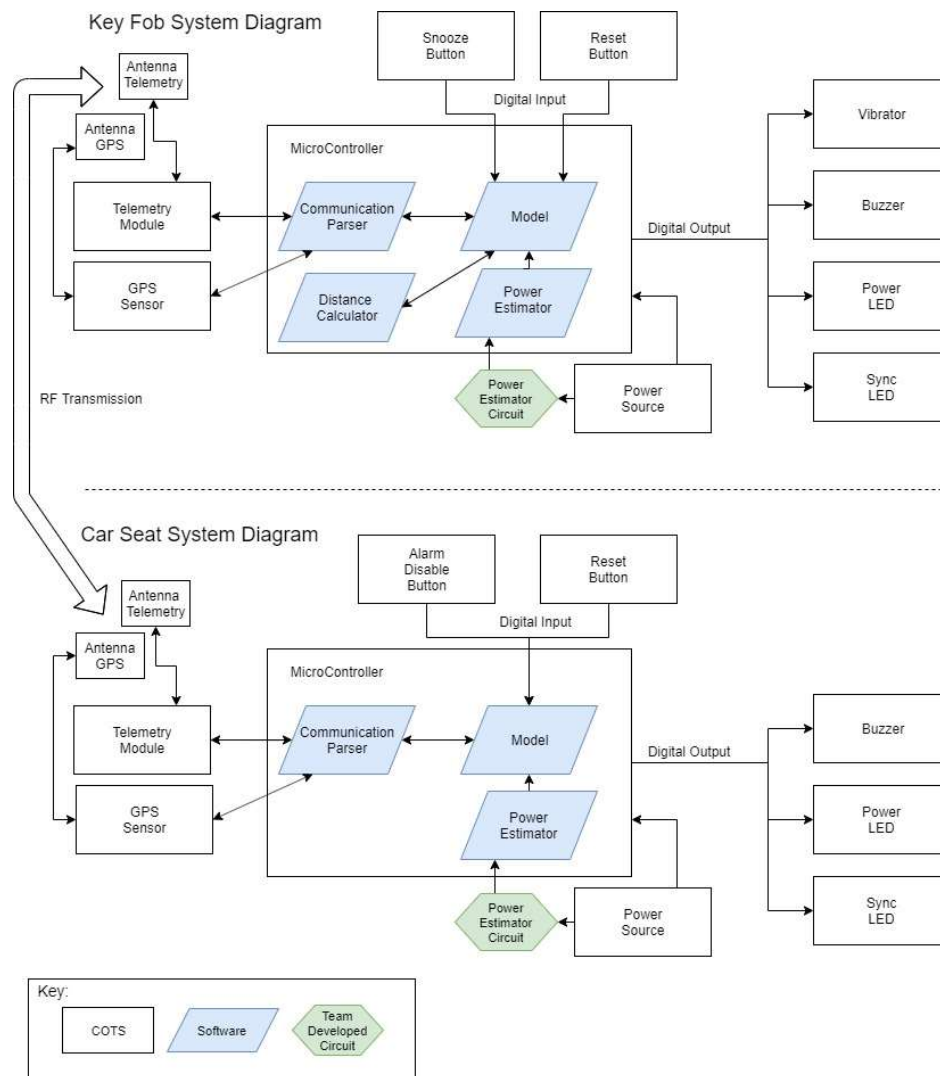 Key Fob System Diagram
Snooze
Button
Reset
Button
Antenna
Telemetry
Digital Input
Antenna
GPS
MicroController
Vibrator
Telemetry
Module
Communication
Parser
Model
Buzzer
Digital Output
GPS
Sensor
Distance
Calculator
Power
Estimator
Power
LED
RF Transmission
Power
Estimator
Circuit
Power
Source
Sync
LED
Car Seat System Diagram
Alarm
Disable
Button
Reset
Button
Antenna
Telemetry
Digital Input
Antenna
GPS
MicroController
Telemetry
Module
Communication
Parser
Model
Buzzer
Digital Output
GPS
Sensor
Power
Estimator
Power
LED
Power
Estimator
Circuit
Power
Source
Sync
LED
Key:
COTS
Software
Team
Developed
Circuit